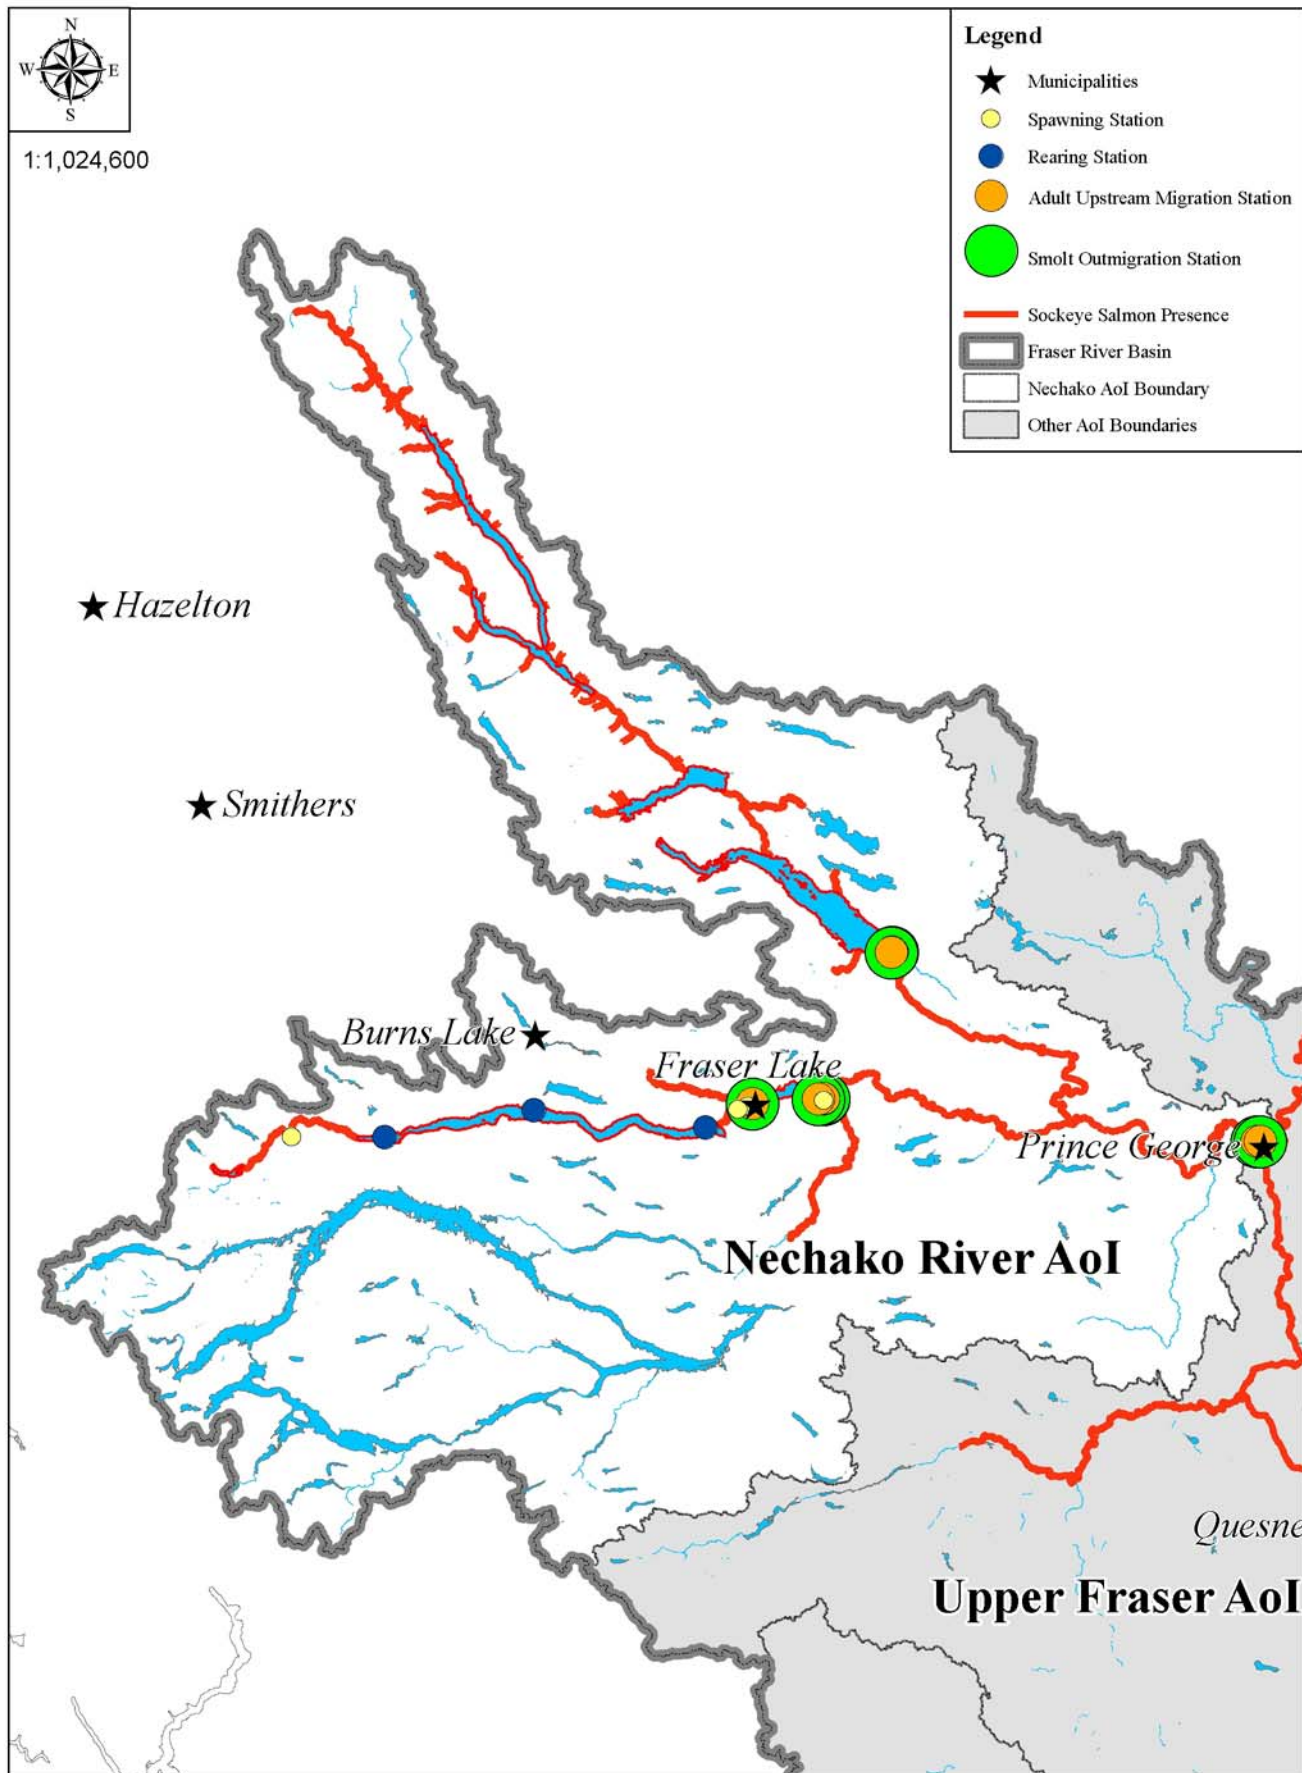 N
W E
S
1:1,024,600
Legend
Municipalities
Spawning Station
Rearing Station
Adult Upstream Migration Station
Smolt Outmigration Station
Sockeye Salmon Presence
Fraser River Basin
Nechako AoI Boundary
Other AoI Boundaries
Hazelton
Smithers
Burns Lake
Fraser Lake
Prince George
Nechako River AoI
Quesne
Upper Fraser AoI